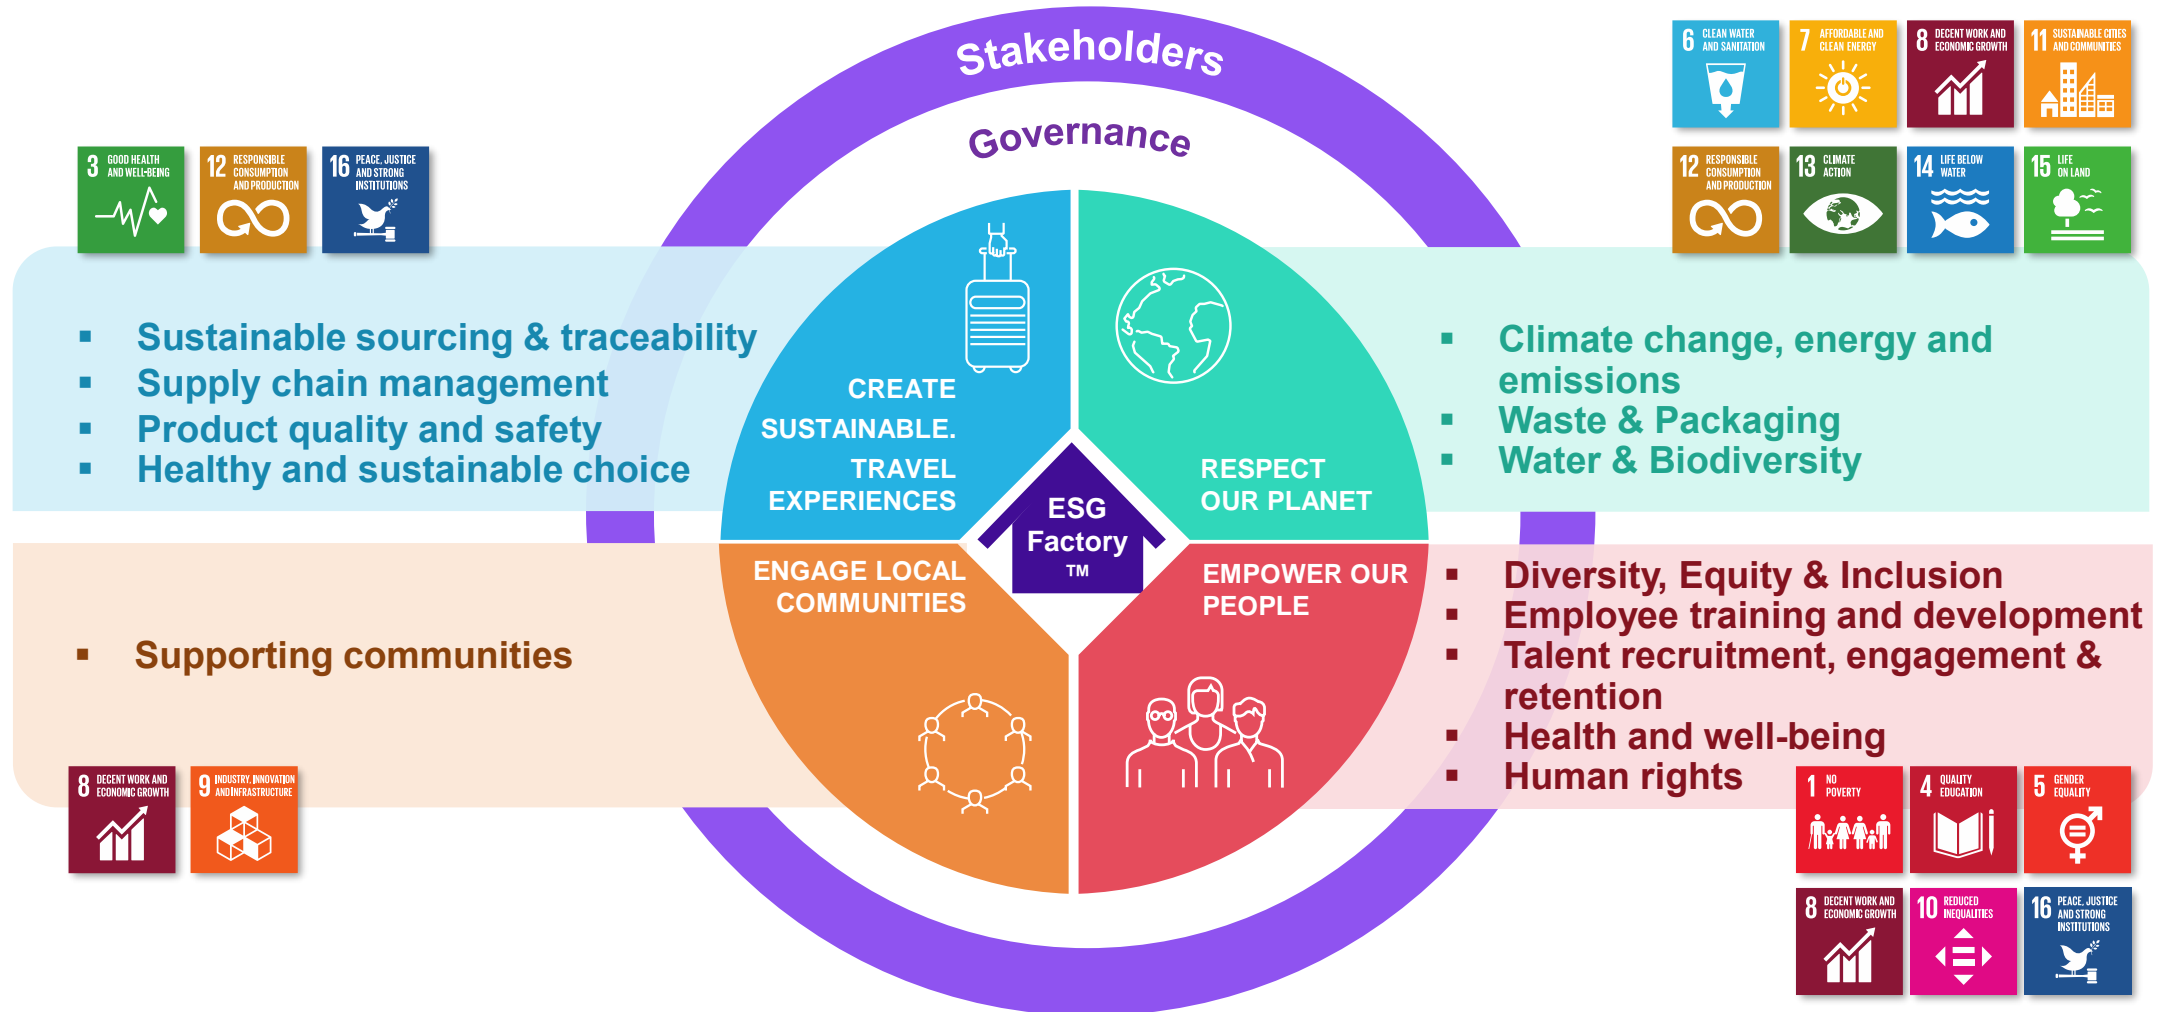 Stakeholders
Governance
3 GOOD HEALTH
AND WELL-BEING
12 RESPONSIBLE
CONSUMPTION
AND PRODUCTION
16 PEACE, JUSTICE
AND STRONG
INSTITUTIONS
▪ Sustainable sourcing & traceability
▪ Supply chain management
▪ Product quality and safety
▪ Healthy and sustainable choice
CREATE
SUSTAINABLE.
TRAVEL
EXPERIENCES
6 CLEAN WATER
AND SANITATION
7 AFFORDABLE AND
CLEAN ENERGY
8 DECENT WORK AND
ECONOMIC GROWTH
11 SUSTAINABLE CITIES
AND COMMUNITIES
12 RESPONSIBLE
CONSUMPTION
AND PRODUCTION
13 CLIMATE
ACTION
14 LIFE BELOW
WATER
15 LIFE
ON LAND
RESPECT
OUR PLANET
▪ Climate change, energy and
emissions
▪ Waste & Packaging
▪ Water & Biodiversity
ESG
Factory
TM
ENGAGE LOCAL
COMMUNITIES
▪ Supporting communities
8 DECENT WORK AND
ECONOMIC GROWTH
9 INDUSTRY, INNOVATION
AND INFRASTRUCTURE
EMPOWER OUR
PEOPLE
▪ Diversity, Equity & Inclusion
▪ Employee training and development
▪ Talent recruitment, engagement &
retention
▪ Health and well-being
▪ Human rights
1 NO
POVERTY
4 QUALITY
EDUCATION
5 GENDER
EQUALITY
8 DECENT WORK AND
ECONOMIC GROWTH
10 REDUCED
INEQUALITIES
16 PEACE, JUSTICE
AND STRONG
INSTITUTIONS